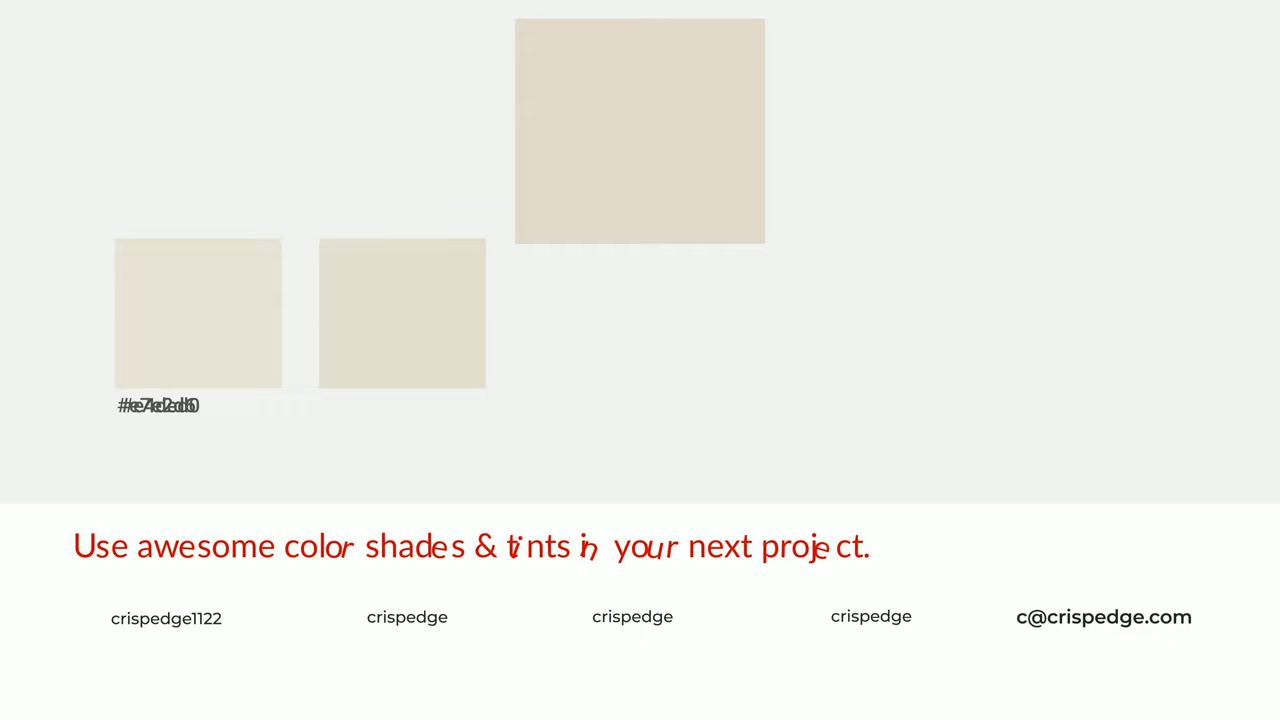 Use awesome color shades & tints in your next project.
crispedge1122 crispedge crispedge crispedge c@crispedge.com